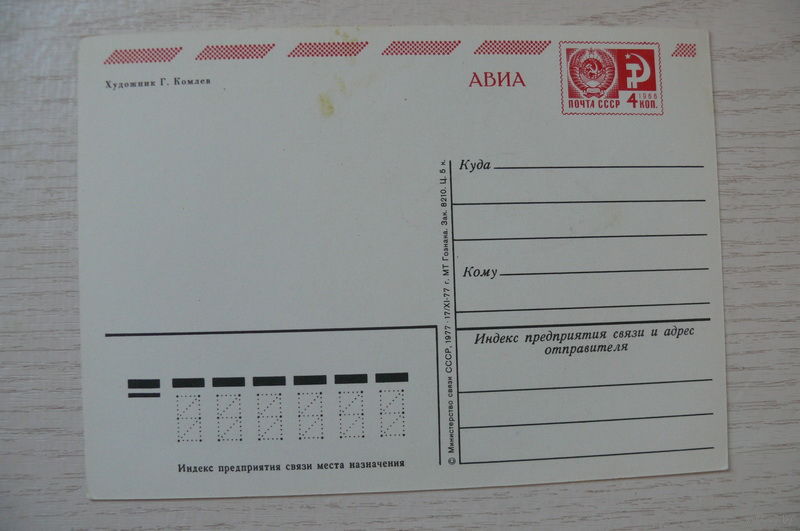 Художник Г. Комлев
АВИА
ПОЧТА СССР
1966
4 КОП.
Куда
Кому
Индекс предприятия связи и адрес
отправителя
© Министерство связи СССР, 1977 · 17/XI-77 г. МТ Гознака. Зак. 8210. Ц. 5 к.
Индекс предприятия связи места назначения